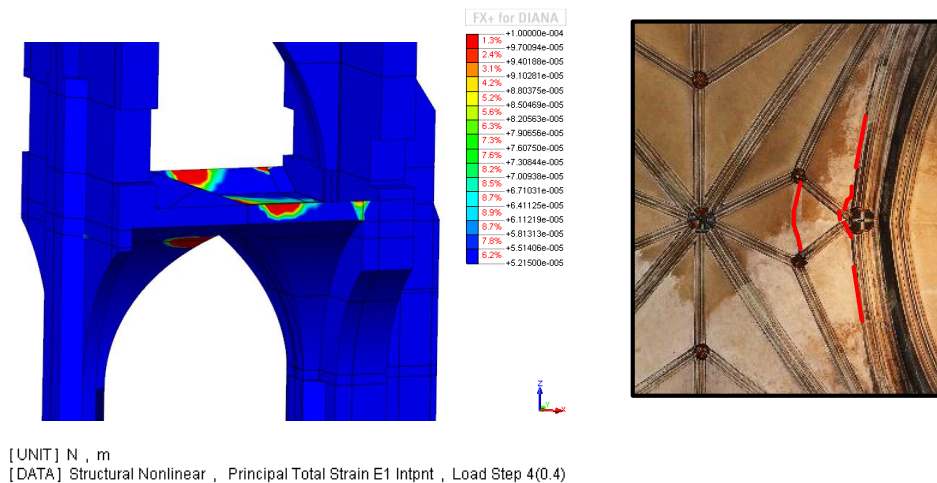 FX+ for DIANA
+1.00000e-004
1.3%
+9.70094e-005
2.4%
+9.40188e-005
3.1%
+9.10281e-005
4.2%
+8.80375e-005
5.2%
+8.50469e-005
5.6%
+8.20563e-005
6.3%
+7.90656e-005
7.3%
+7.60750e-005
7.6%
+7.30844e-005
8.2%
+7.00938e-005
8.5%
+6.71031e-005
8.7%
+6.41125e-005
8.9%
+6.11219e-005
8.7%
+5.81313e-005
7.8%
+5.51406e-005
6.2%
+5.21500e-005
Z
Y
X
[UNIT] N , m
[DATA] Structural Nonlinear , Principal Total Strain E1 Intpnt , Load Step 4(0.4)